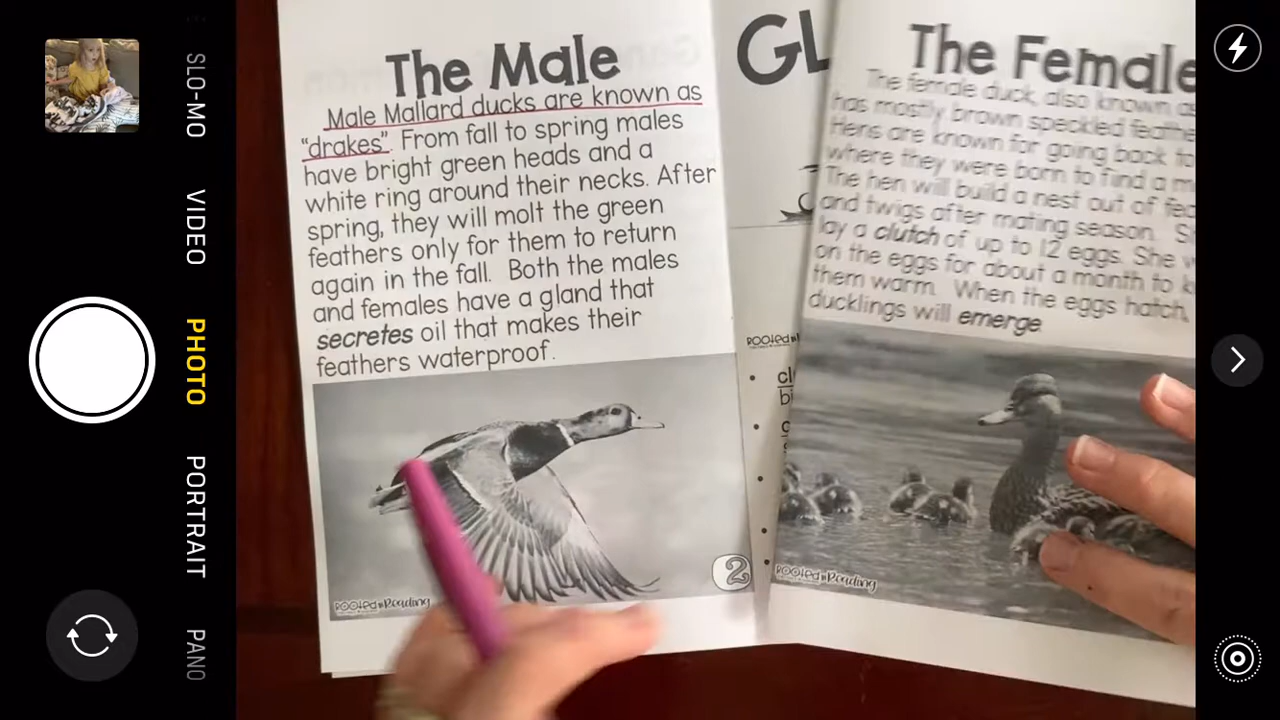 SLO-MO
VIDEO
PHOTO
PORTRAIT
PANO
The Male
Male Mallard ducks are known as
"drakes". From fall to spring males
have bright green heads and a
white ring around their necks. After
spring, they will molt the green
feathers only for them to return
again in the fall. Both the males
and females have a gland that
secretes oil that makes their
feathers waterproof.
2
Rooted in Reading
GL
Rooted
The Female
The female duck, also known
has mostly brown speckled
Hens are known for going back to
where they were born to find a
The hen will build a nest out of
and twigs after mating season.
lay a clutch of up to 12 eggs. She
on the eggs for about a month to
them warm. When the eggs hatch,
ducklings will emerge.
Rooted in Reading